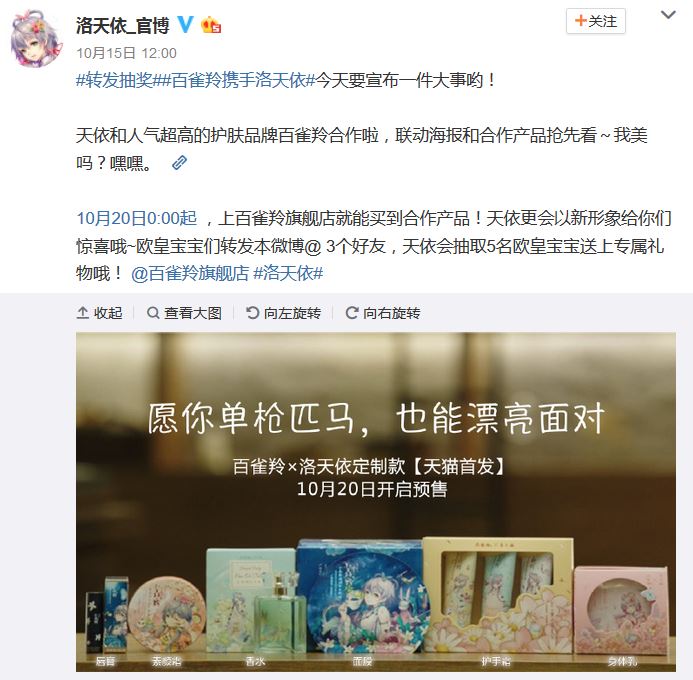 洛天依_官博
+关注
10月15日 12:00
#转发抽奖##百雀羚携手洛天依#今天要宣布一件大事哟！
天依和人气超高的护肤品牌百雀羚合作啦，联动海报和合作产品抢先看～我美
吗？嘿嘿。
10月20日0:00起 ，上百雀羚旗舰店就能买到合作产品！天依更会以新形象给你们
惊喜哦~欧皇宝宝们转发本微博@ 3个好友，天依会抽取5名欧皇宝宝送上专属礼
物哦！ @百雀羚旗舰店 #洛天依#
收起 查看大图 向左旋转 向右旋转
愿你单枪匹马，也能漂亮面对
百雀羚×洛天依定制款【天猫首发】
10月20日开启预售
唇膏 素颜霜 香水 面膜 护手霜 身体乳